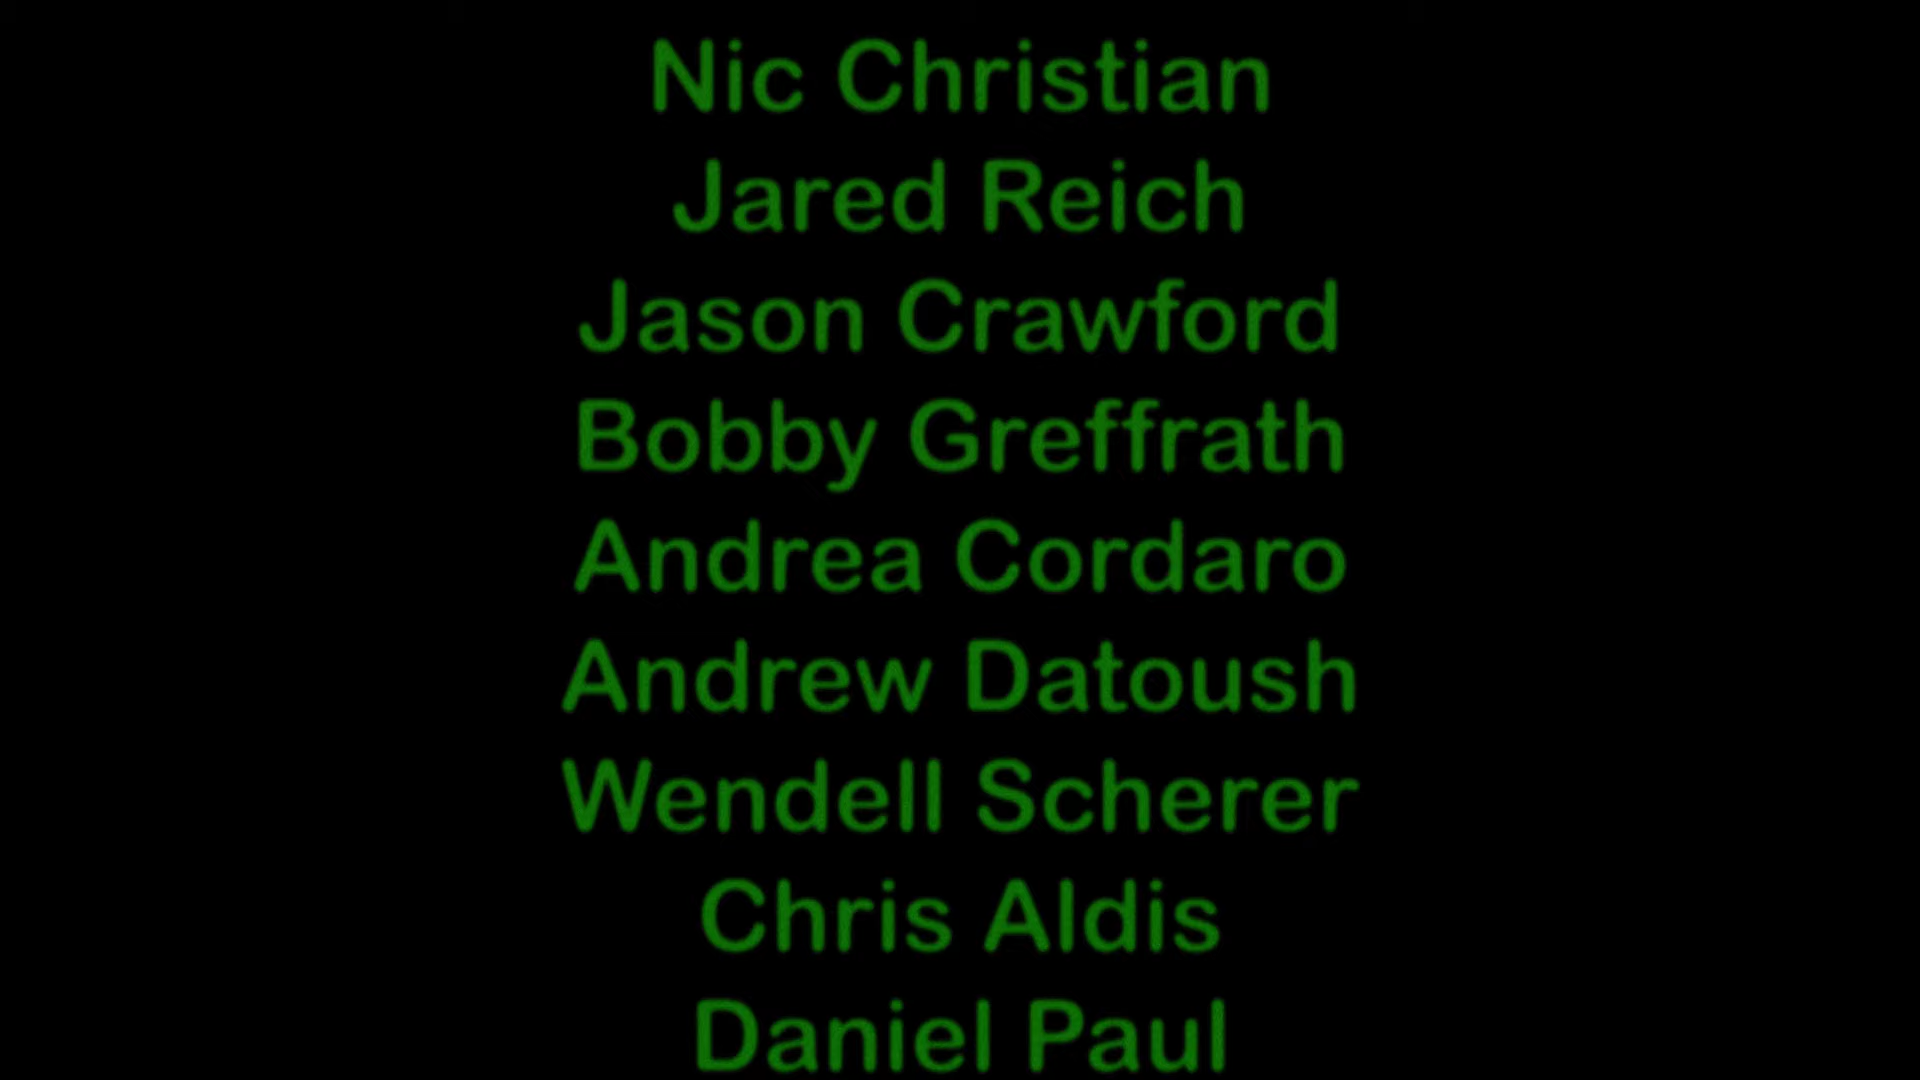 Nic Christian
Jared Reich
Jason Crawford
Bobby Greffrath
Andrea Cordaro
Andrew Datoush
Wendell Scherer
Chris Aldis
Daniel Paul